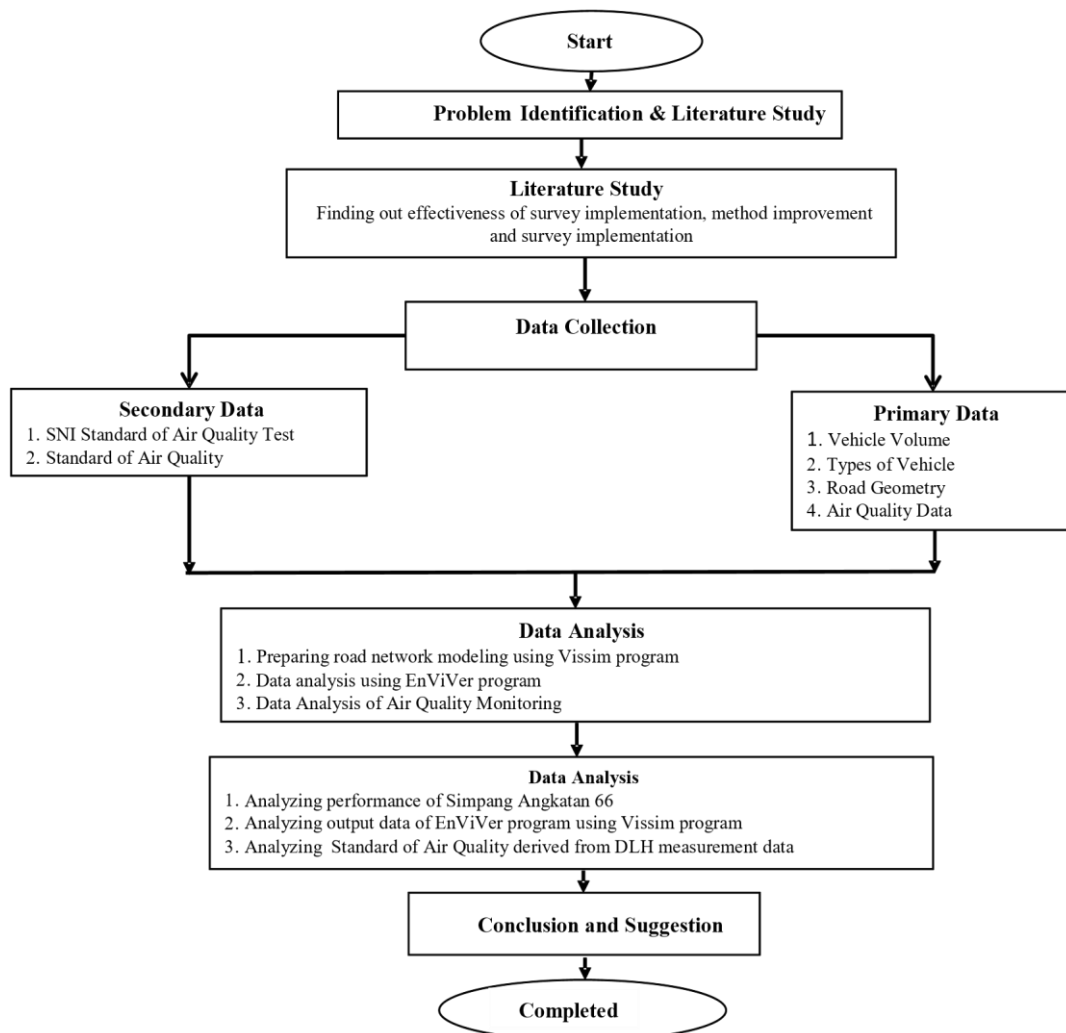 Start
Problem Identification & Literature Study
Literature Study
Finding out effectiveness of survey implementation, method improvement
and survey implementation
Data Collection
Secondary Data
1. SNI Standard of Air Quality Test
2. Standard of Air Quality
Primary Data
1. Vehicle Volume
2. Types of Vehicle
3. Road Geometry
4. Air Quality Data
Data Analysis
1. Preparing road network modeling using Vissim program
2. Data analysis using EnViVer program
3. Data Analysis of Air Quality Monitoring
Data Analysis
1. Analyzing performance of Simpang Angkatan 66
2. Analyzing output data of EnViVer program using Vissim program
3. Analyzing Standard of Air Quality derived from DLH measurement data
Conclusion and Suggestion
Completed